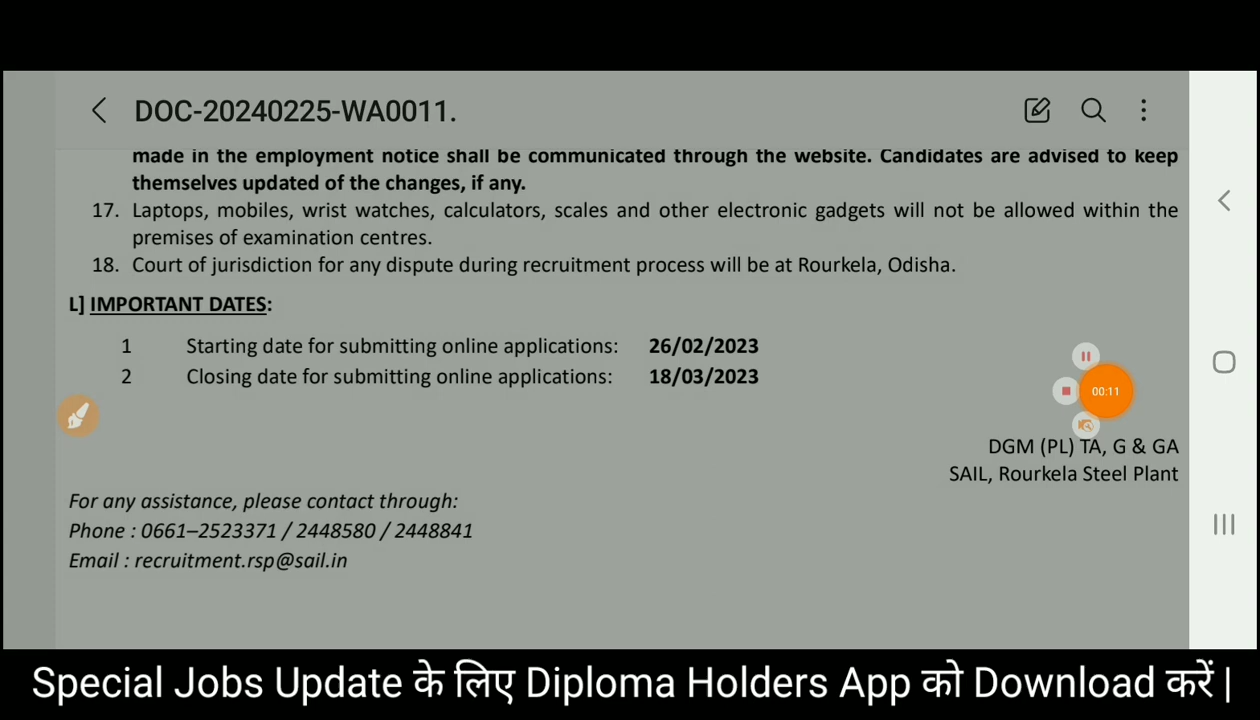 DOC-20240225-WA0011.
made in the employment notice shall be communicated through the website. Candidates are advised to keep
themselves updated of the changes, if any.
17. Laptops, mobiles, wrist watches, calculators, scales and other electronic gadgets will not be allowed within the
premises of examination centres.
18. Court of jurisdiction for any dispute during recruitment process will be at Rourkela, Odisha.
L] IMPORTANT DATES:
1 Starting date for submitting online applications: 26/02/2023
2 Closing date for submitting online applications: 18/03/2023
00:11
DGM (PL) TA, G & GA
SAIL, Rourkela Steel Plant
For any assistance, please contact through:
Phone : 0661–2523371 / 2448580 / 2448841
Email : recruitment.rsp@sail.in
Special Jobs Update के लिए Diploma Holders App को Download करें |